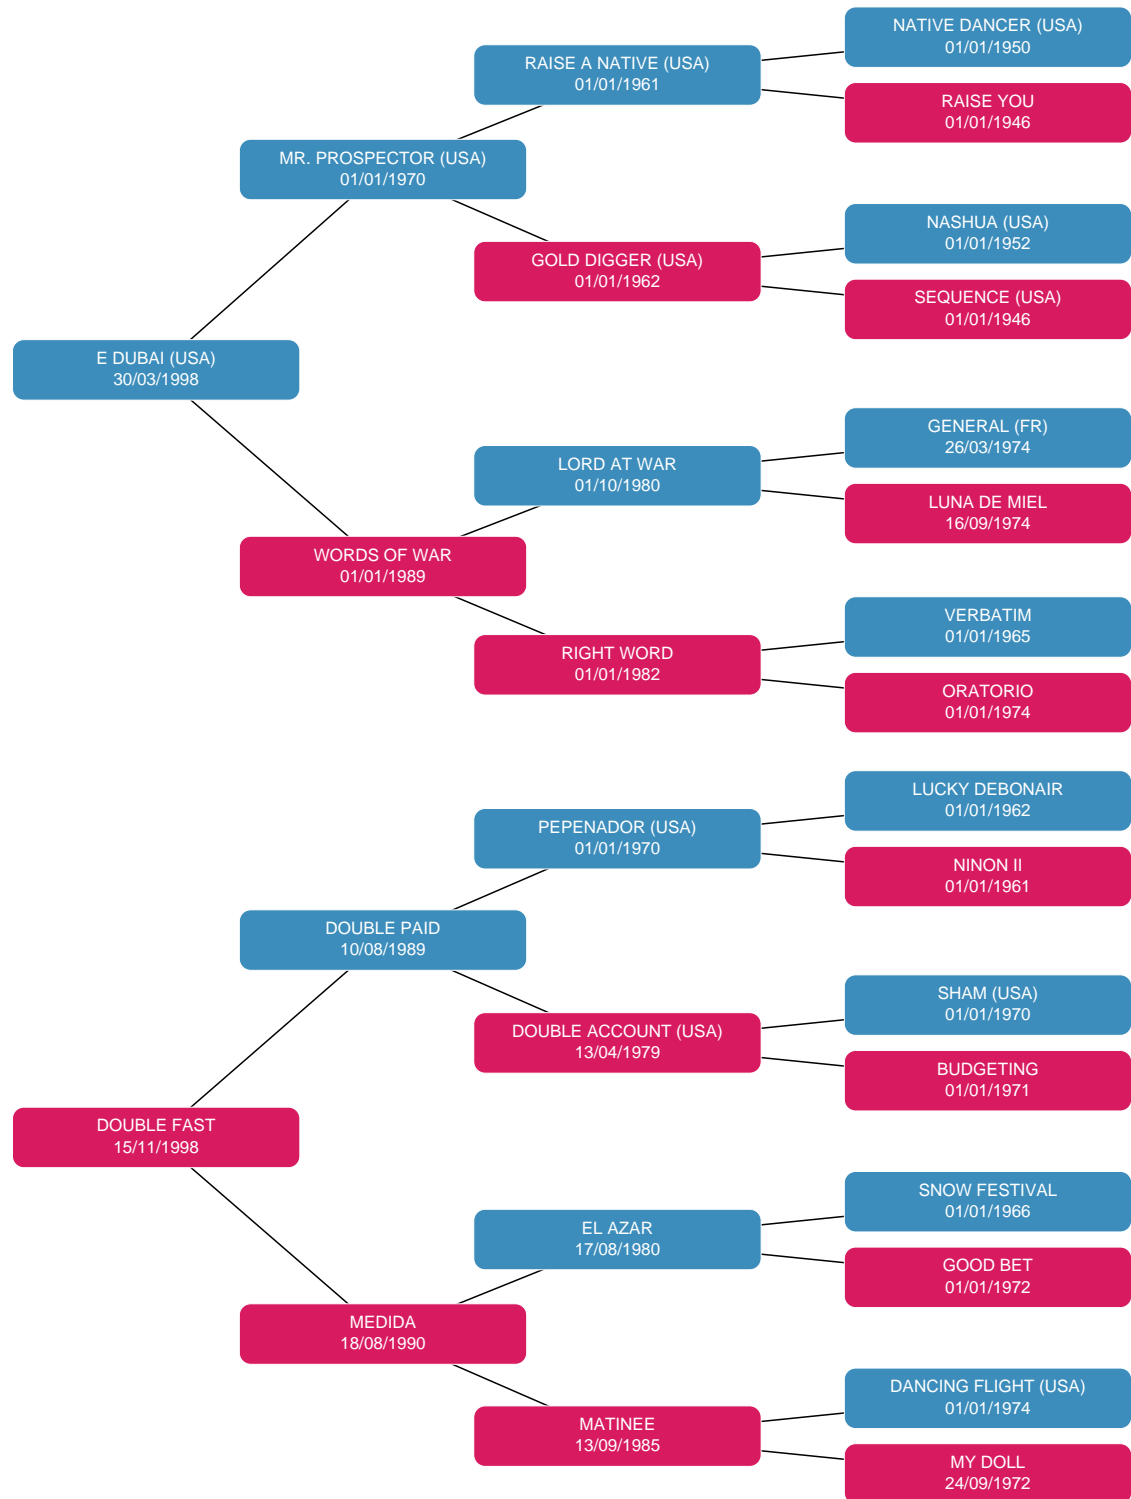 NATIVE DANCER (USA)
01/01/1950
RAISE A NATIVE (USA)
01/01/1961
RAISE YOU
01/01/1946
MR. PROSPECTOR (USA)
01/01/1970
NASHUA (USA)
01/01/1952
GOLD DIGGER (USA)
01/01/1962
SEQUENCE (USA)
01/01/1946
E DUBAI (USA)
30/03/1998
GENERAL (FR)
26/03/1974
LORD AT WAR
01/10/1980
LUNA DE MIEL
16/09/1974
WORDS OF WAR
01/01/1989
VERBATIM
01/01/1965
RIGHT WORD
01/01/1982
ORATORIO
01/01/1974
LUCKY DEBONAIR
01/01/1962
PEPENADOR (USA)
01/01/1970
NINON II
01/01/1961
DOUBLE PAID
10/08/1989
SHAM (USA)
01/01/1970
DOUBLE ACCOUNT (USA)
13/04/1979
BUDGETING
01/01/1971
DOUBLE FAST
15/11/1998
SNOW FESTIVAL
01/01/1966
EL AZAR
17/08/1980
GOOD BET
01/01/1972
MEDIDA
18/08/1990
DANCING FLIGHT (USA)
01/01/1974
MATINEE
13/09/1985
MY DOLL
24/09/1972